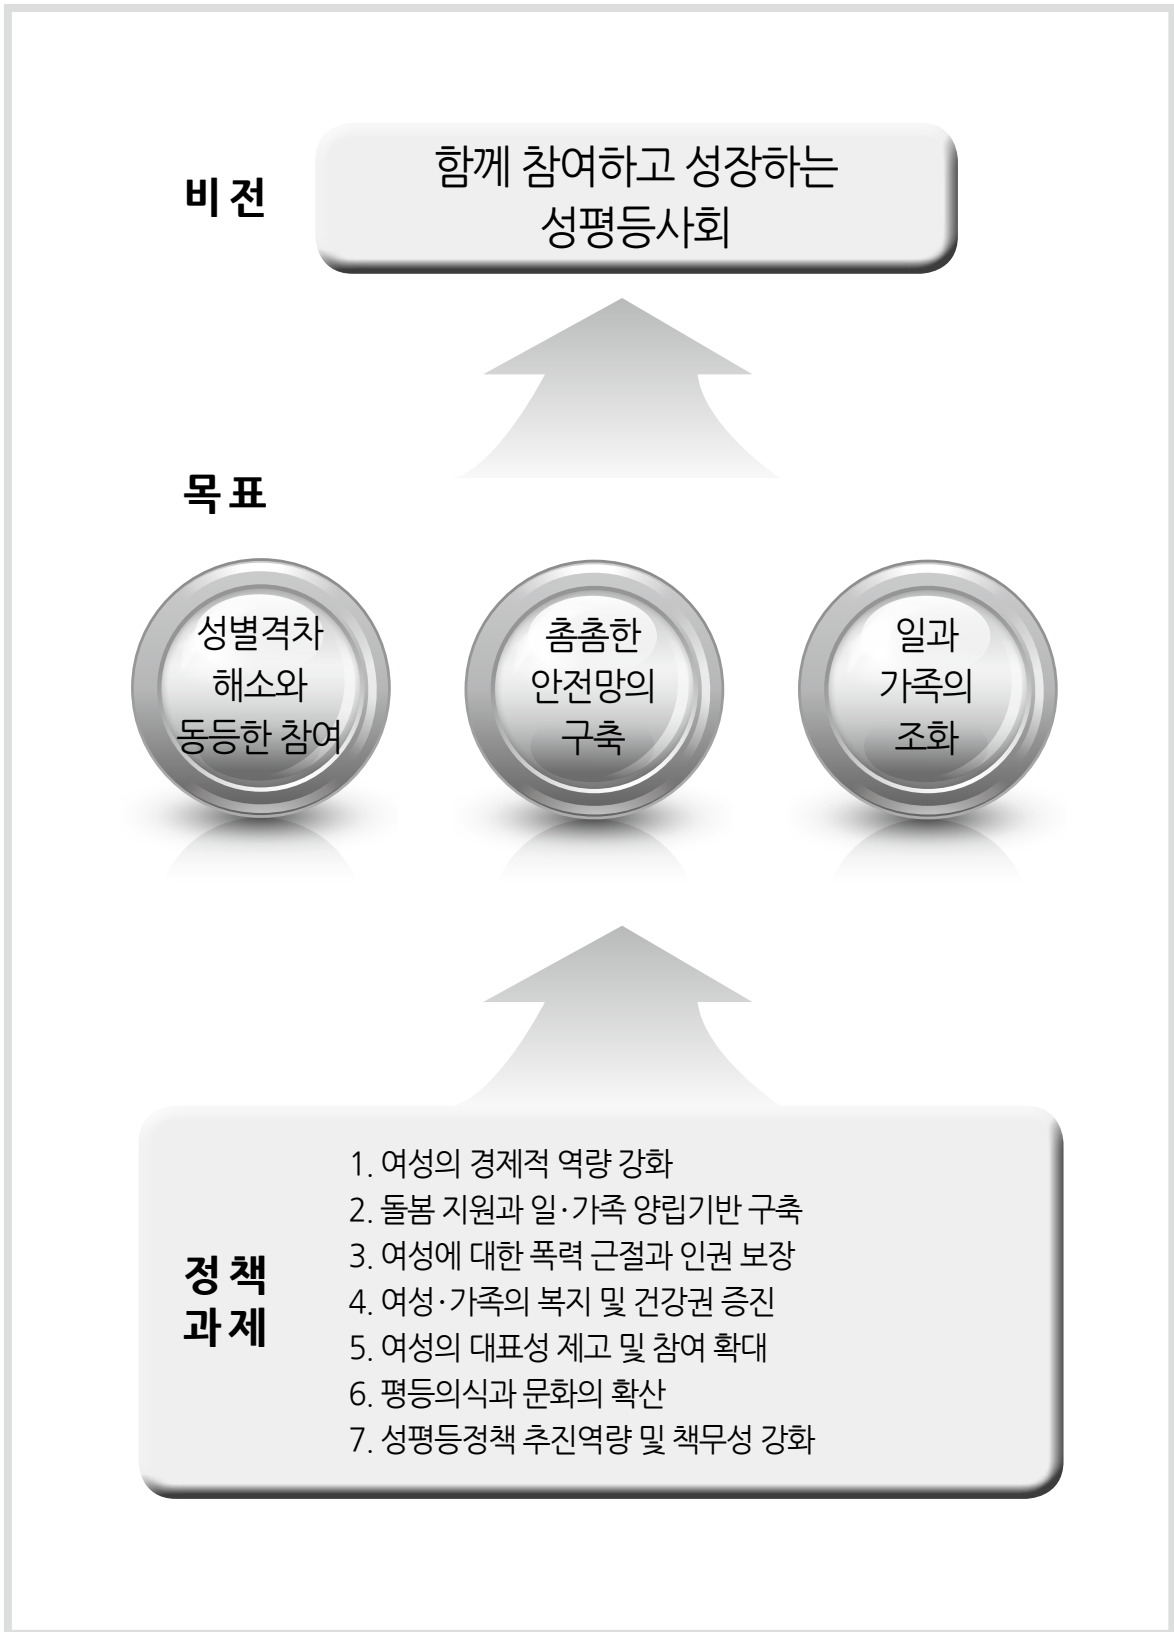 비 전
함께 참여하고 성장하는
성평등사회
목 표
성별격차
해소와
동등한 참여
촘촘한
안전망의
구축
일과
가족의
조화
정 책
과 제
1. 여성의 경제적 역량 강화
2. 돌봄 지원과 일·가족 양립기반 구축
3. 여성에 대한 폭력 근절과 인권 보장
4. 여성·가족의 복지 및 건강권 증진
5. 여성의 대표성 제고 및 참여 확대
6. 평등의식과 문화의 확산
7. 성평등정책 추진역량 및 책무성 강화